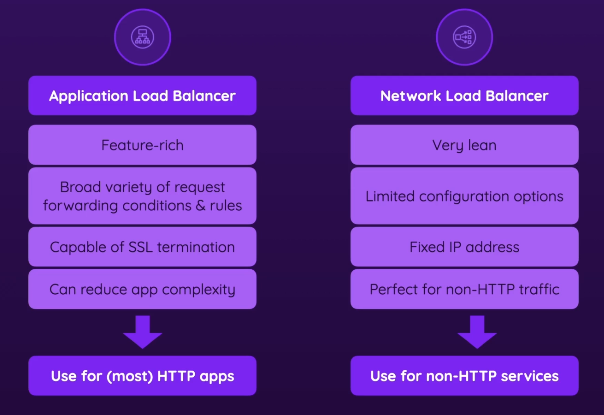 Application Load Balancer
Feature-rich
Broad variety of request
forwarding conditions & rules
Capable of SSL termination
Can reduce app complexity
Use for (most) HTTP apps
Network Load Balancer
Very lean
Limited configuration options
Fixed IP address
Perfect for non-HTTP traffic
Use for non-HTTP services